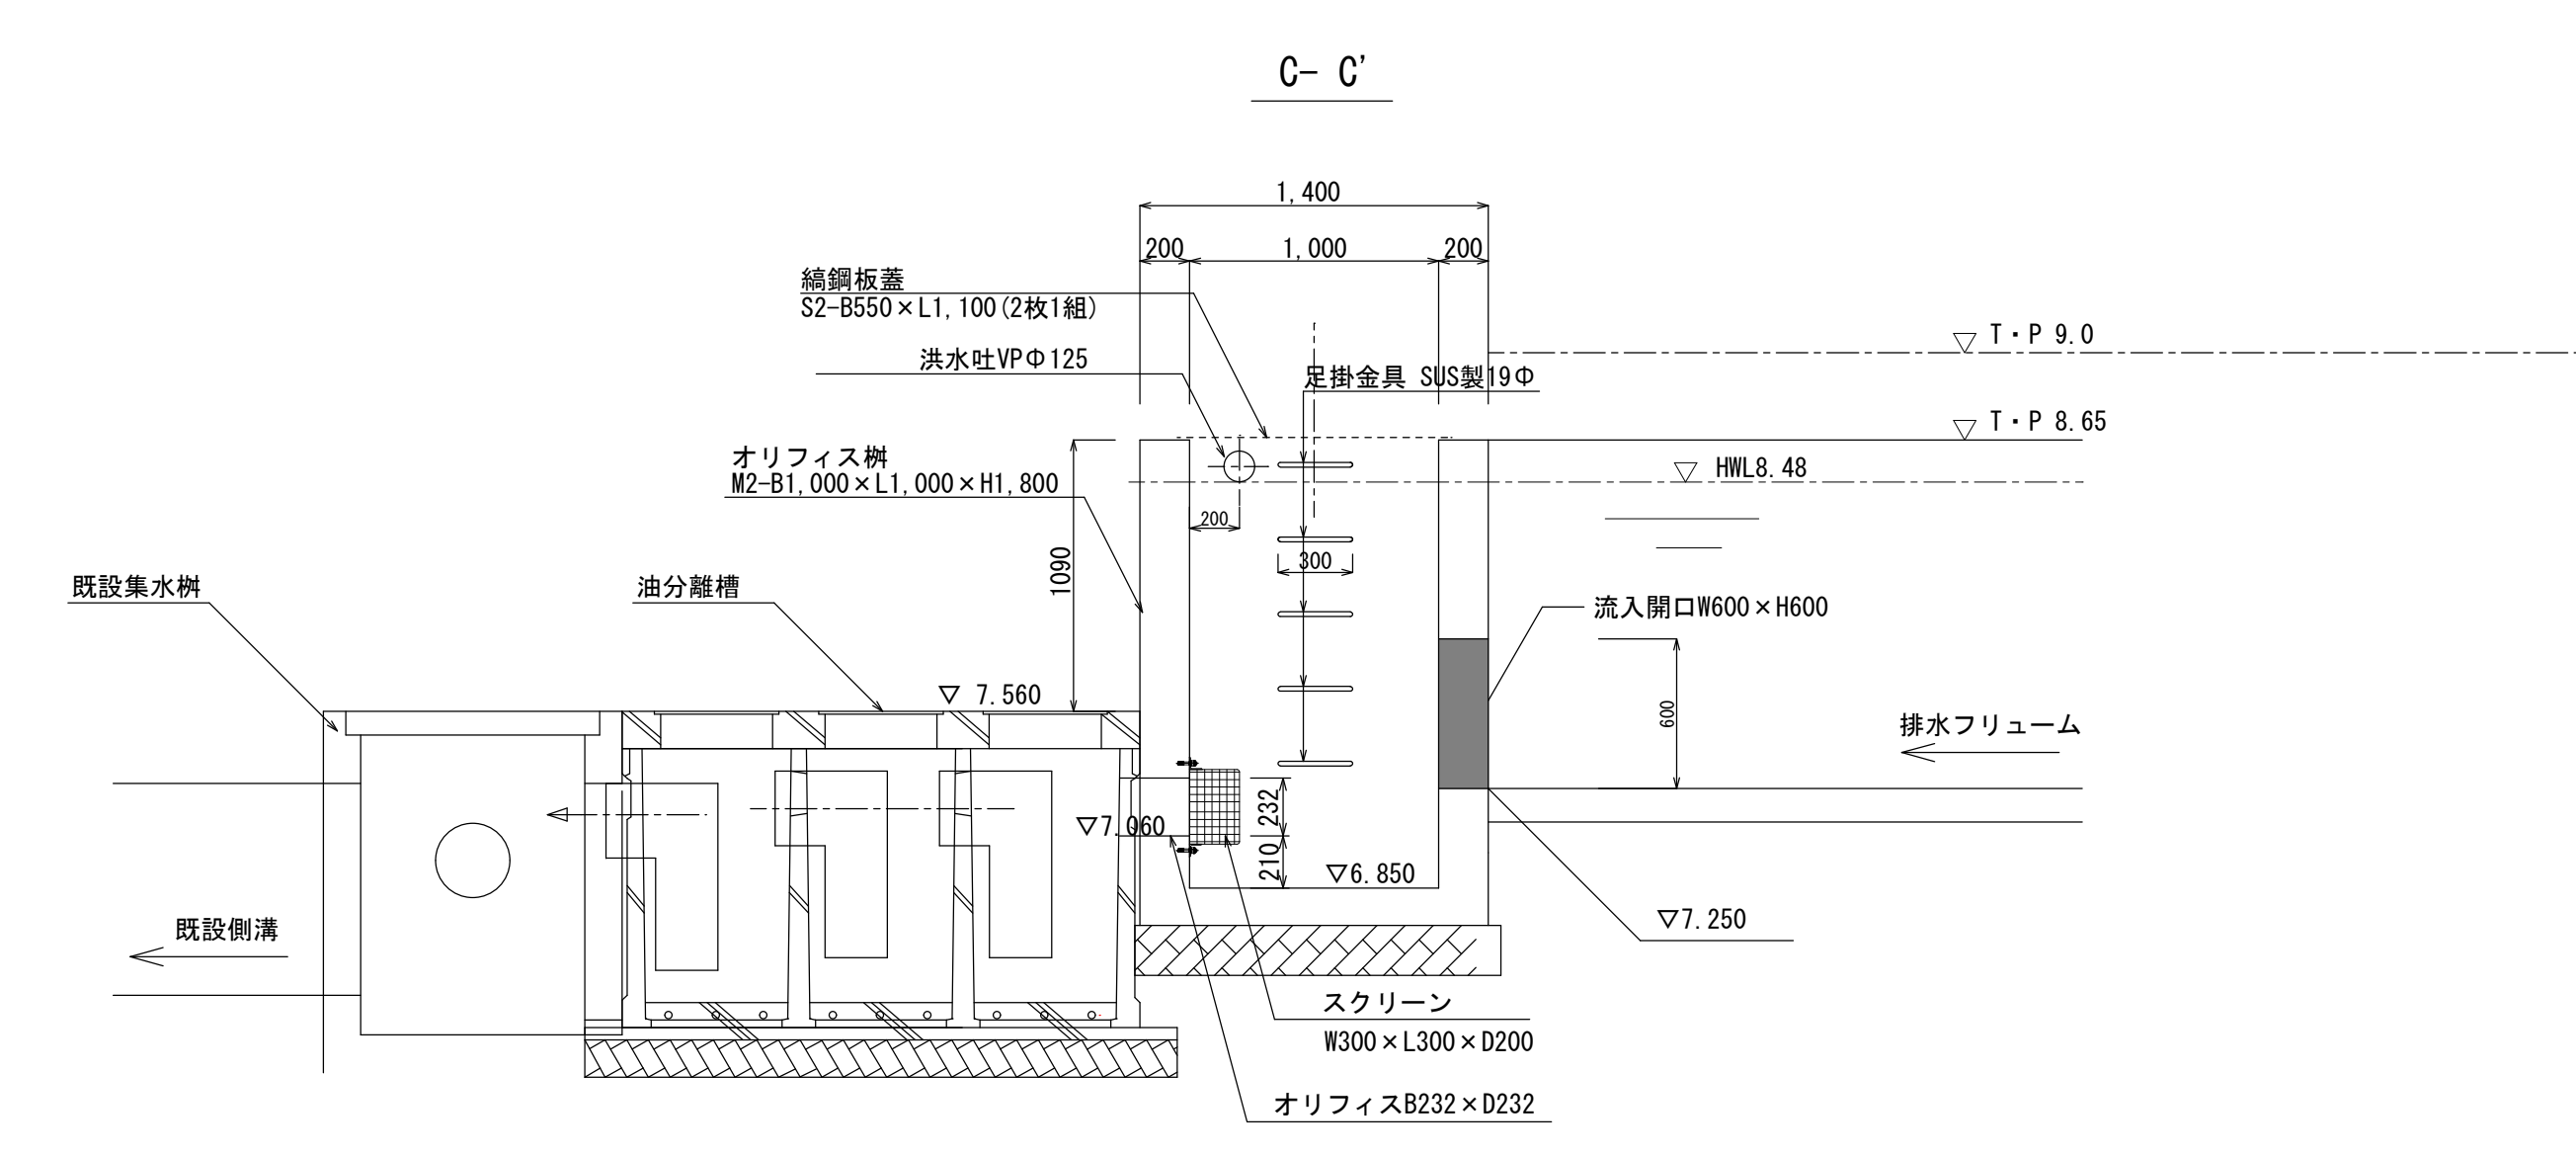 C- C'
1,400
200
1,000
200
縞鋼板蓋
S2-B550×L1,100(2枚1組)
洪水吐VPΦ125
足掛金具 SUS製19Φ
T・P 9.0
T・P 8.65
HWL8.48
オリフィス桝
M2-B1,000×L1,000×H1,800
200
300
1090
既設集水桝
油分離槽
流入開口W600×H600
▽ 7.560
600
排水フリューム
232
▽7.060
210
▽6.850
▽7.250
既設側溝
スクリーン
W300×L300×D200
オリフィスB232×D232